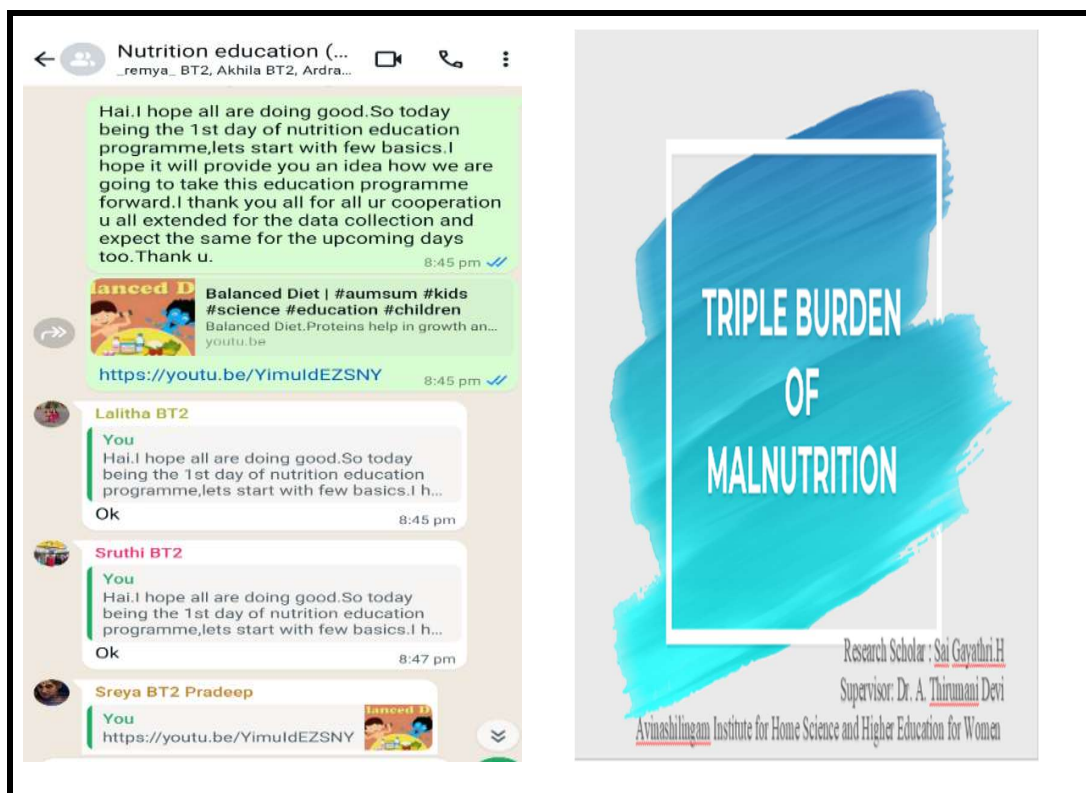 Nutrition education (...
_remya_ BT2, Akhila BT2, Ardra...
Hai.I hope all are doing good.So today
being the 1st day of nutrition education
programme,lets start with few basics.I
hope it will provide you an idea how we are
going to take this education programme
forward.I thank you all for all ur cooperation
u all extended for the data collection and
expect the same for the upcoming days
too.Thank u.
8:45 pm
lanced D
Balanced Diet | #aumsum #kids
#science #education #children
Balanced Diet.Proteins help in growth an...
youtu.be
https://youtu.be/YimuldEZSNY
8:45 pm
Lalitha BT2
You
Hai.I hope all are doing good.So today
being the 1st day of nutrition education
programme,lets start with few basics.I h...
Ok
8:45 pm
Sruthi BT2
You
Hai.I hope all are doing good.So today
being the 1st day of nutrition education
programme,lets start with few basics.I h...
Ok
8:47 pm
Sreya BT2 Pradeep
You
https://youtu.be/YimuldEZSNY
lanced D
TRIPLE BURDEN
OF
MALNUTRITION
Research Scholar : Sai Gayathri.H
Supervisor: Dr. A. Thirumani Devi
Avinashilingam Institute for Home Science and Higher Education for Women